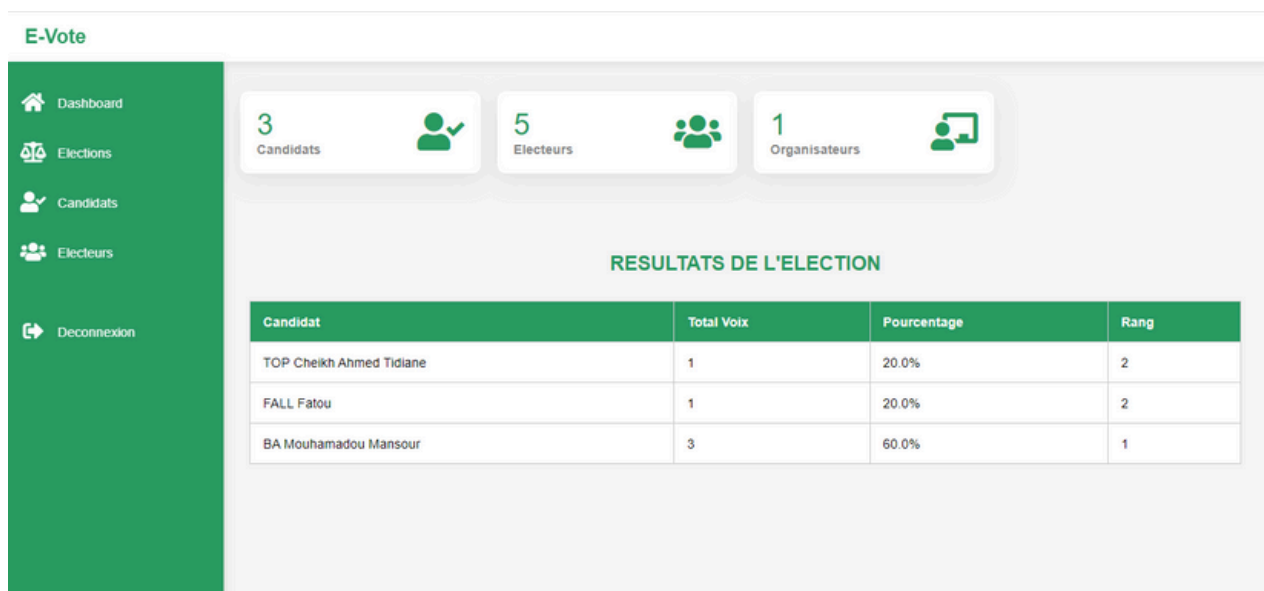 E-Vote
Dashboard
Elections
Candidats
Electeurs
Deconnexion
3
Candidats
5
Electeurs
1
Organisateurs
RESULTATS DE L'ELECTION
Candidat Total Voix Pourcentage Rang
TOP Cheikh Ahmed Tidiane 1 20.0% 2
FALL Fatou 1 20.0% 2
BA Mouhamadou Mansour 3 60.0% 1